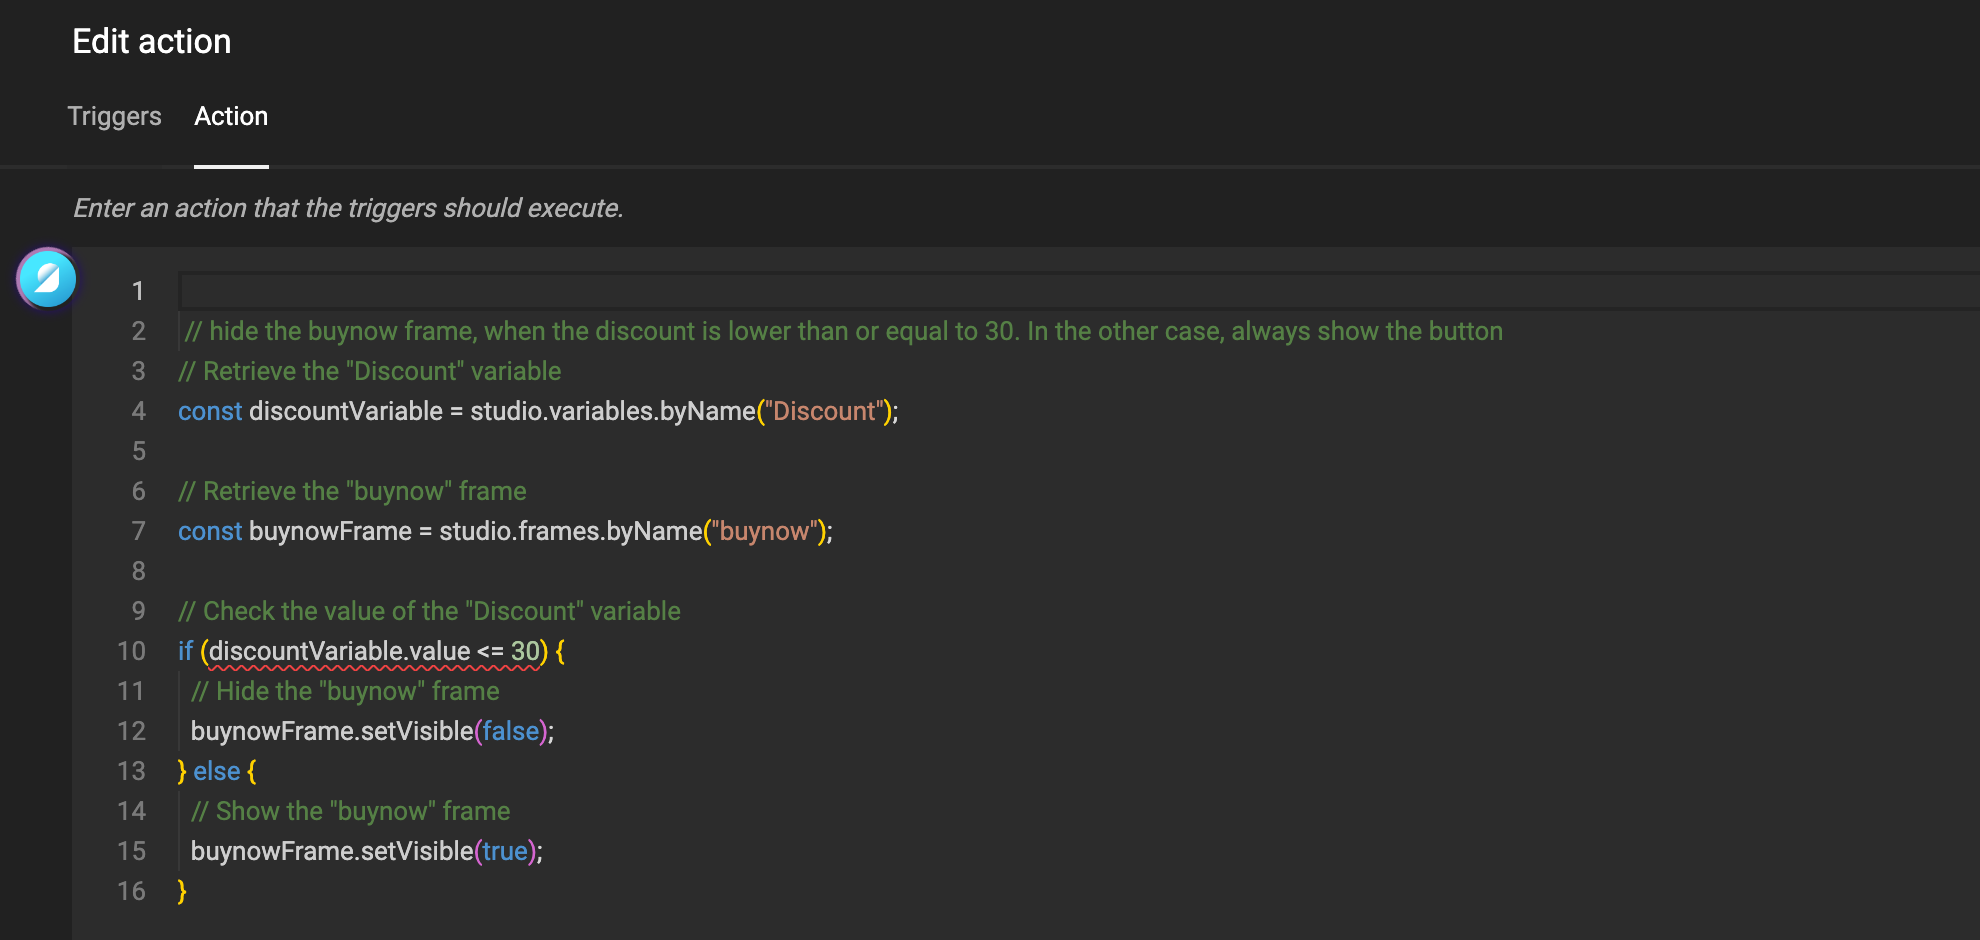 Edit action
Triggers Action
Enter an action that the triggers should execute.
1
2 // hide the buynow frame, when the discount is lower than or equal to 30. In the other case, always show the button
3 // Retrieve the "Discount" variable
4 const discountVariable = studio.variables.byName("Discount");
5
6 // Retrieve the "buynow" frame
7 const buynowFrame = studio.frames.byName("buynow");
8
9 // Check the value of the "Discount" variable
10 if (discountVariable.value <= 30) {
11 // Hide the "buynow" frame
12 buynowFrame.setVisible(false);
13 } else {
14 // Show the "buynow" frame
15 buynowFrame.setVisible(true);
16 }